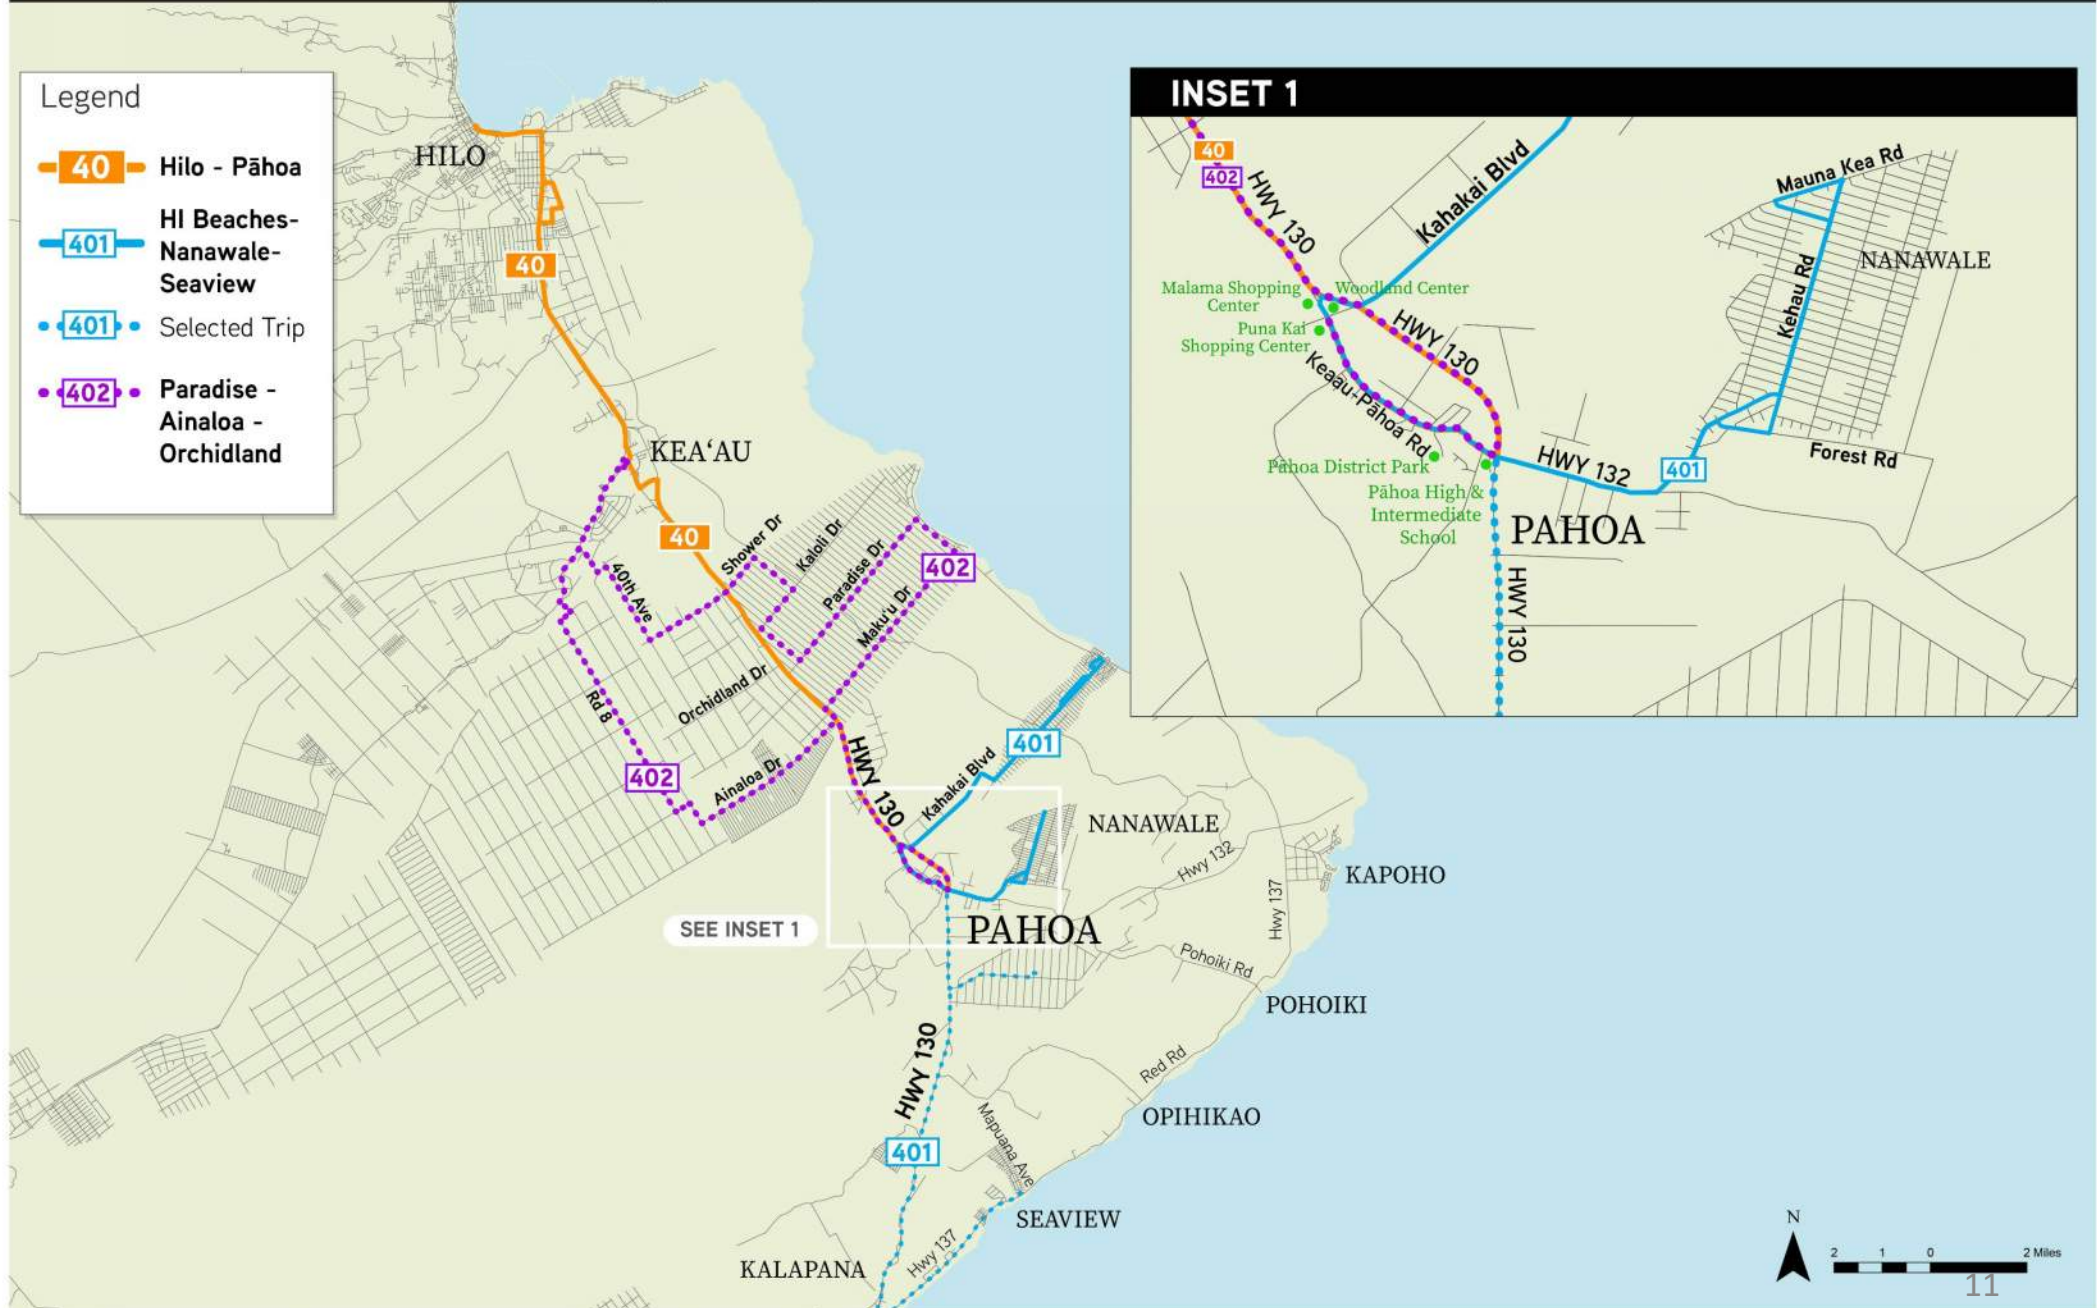 Legend
40
Hilo - Pāhoa
401
HI Beaches-
Nanawale-
Seaview
401
Selected Trip
402
Paradise -
Ainaloa -
Orchidland
HILO
40
KEA‘AU
40
Shower Dr
Kaloli Dr
Paradise Dr
Maku'u Dr
402
40th Ave
Orchidland Dr
Rd 8
402
Ainaloa Dr
HWY 130
Kahakai Blvd
401
NANAWALE
Hwy 132
KAPOHO
Hwy 137
SEE INSET 1
PAHOA
Pohoiki Rd
POHOIKI
HWY 130
Red Rd
OPIHIKAO
Mapuana Ave
401
SEAVIEW
Hwy 137
KALAPANA
INSET 1
40
402
HWY 130
Kahakai Blvd
Mauna Kea Rd
NANAWALE
Kehau Rd
Malama Shopping
Center
Woodland Center
Puna Kai
Shopping Center
HWY 130
Keaau-Pāhoa Rd
Pāhoa District Park
HWY 132
401
Forest Rd
Pāhoa High &
Intermediate
School
PAHOA
HWY 130
N
2 1 0 2 Miles
11